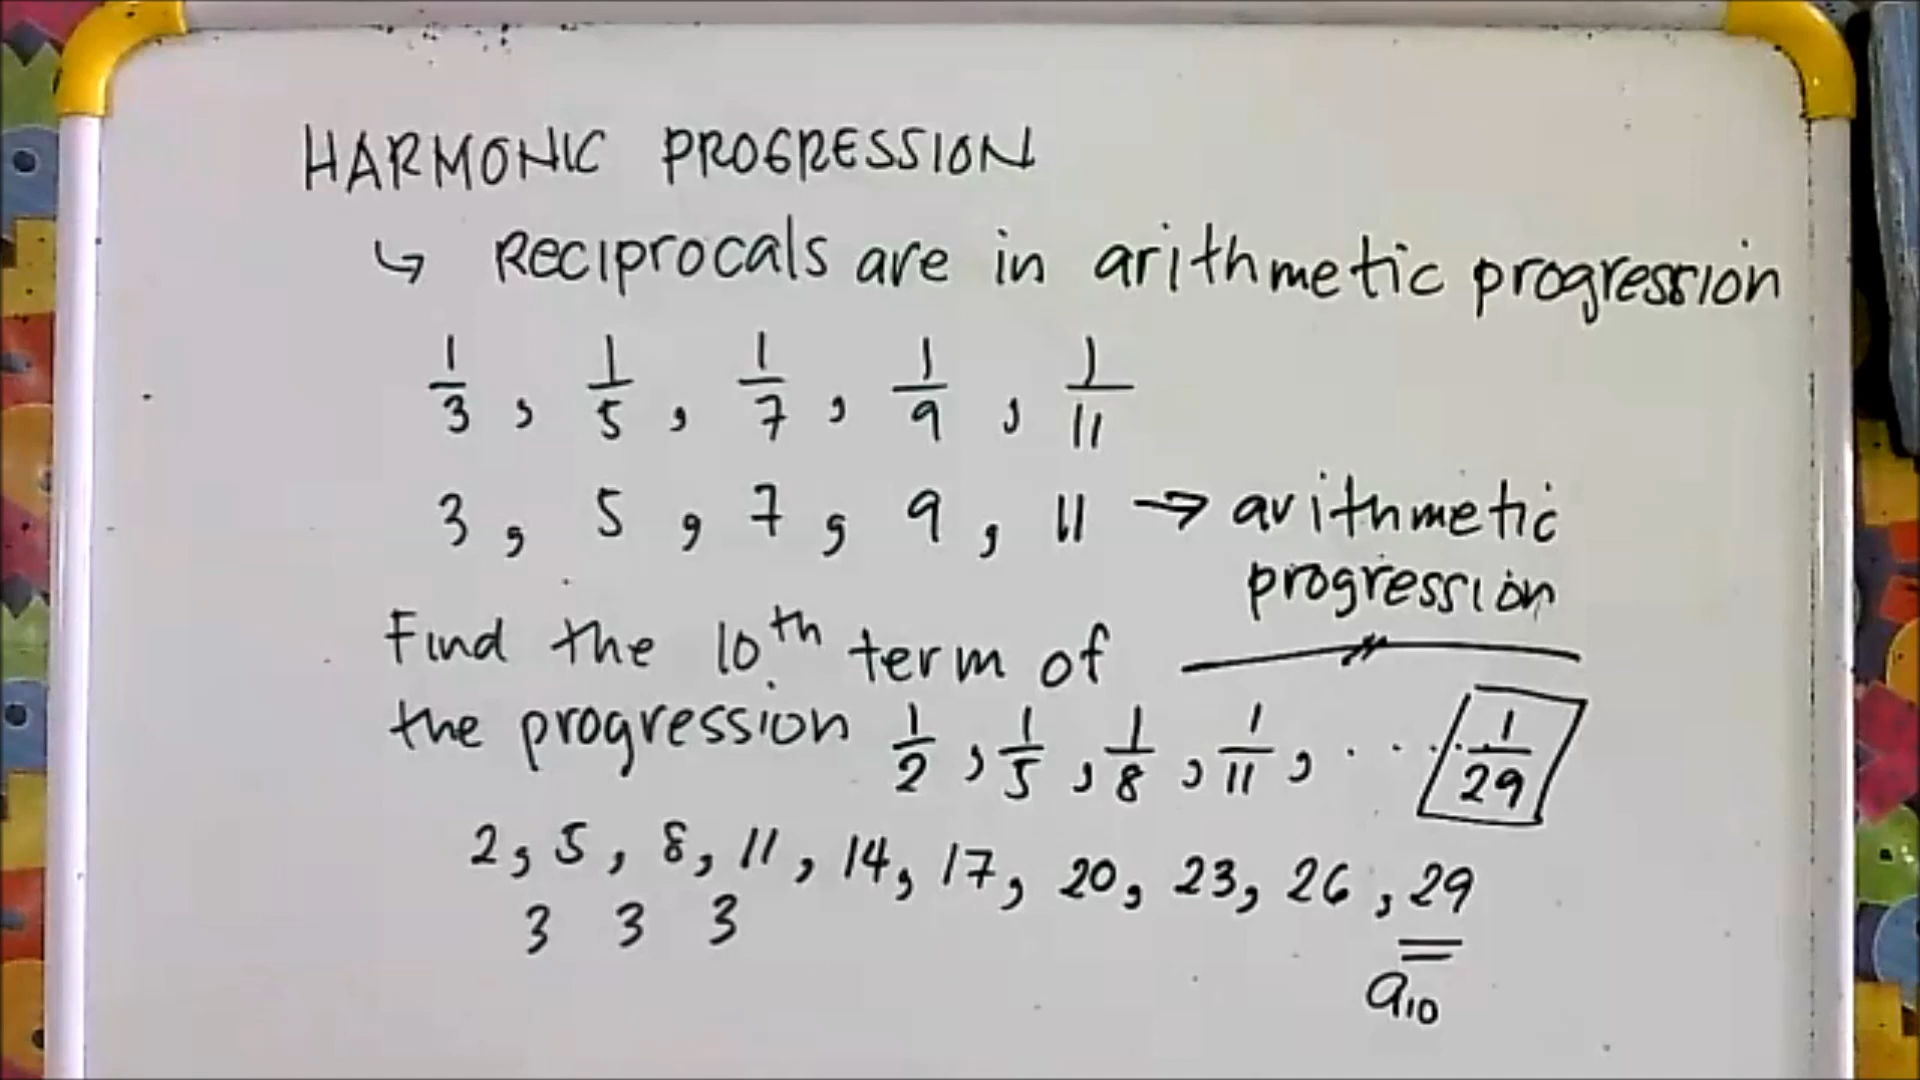 HARMONIC PROGRESSION
↳ Reciprocals are in arithmetic progression
1/3, 1/5, 1/7, 1/9, 1/11
3, 5, 7, 9, 11 → arithmetic
progression
Find the 10th term of
the progression 1/2, 1/5, 1/8, 1/11, ..... 1/29
2, 5, 8, 11, 14, 17, 20, 23, 26, 29
3 3 3
a10